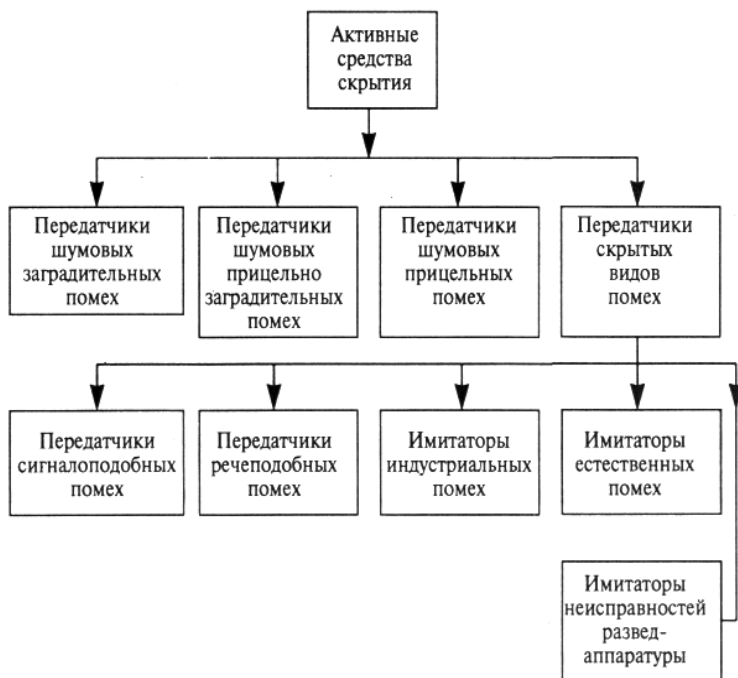 Активные
средства
скрытия
Передатчики
шумовых
заградительных
помех
Передатчики
шумовых
прицельно
заградительных
помех
Передатчики
шумовых
прицельных
помех
Передатчики
скрытых
видов
помех
Передатчики
сигналоподобных
помех
Передатчики
речеподобных
помех
Имитаторы
индустриальных
помех
Имитаторы
естественных
помех
Имитаторы
неисправностей
развед-
аппаратуры